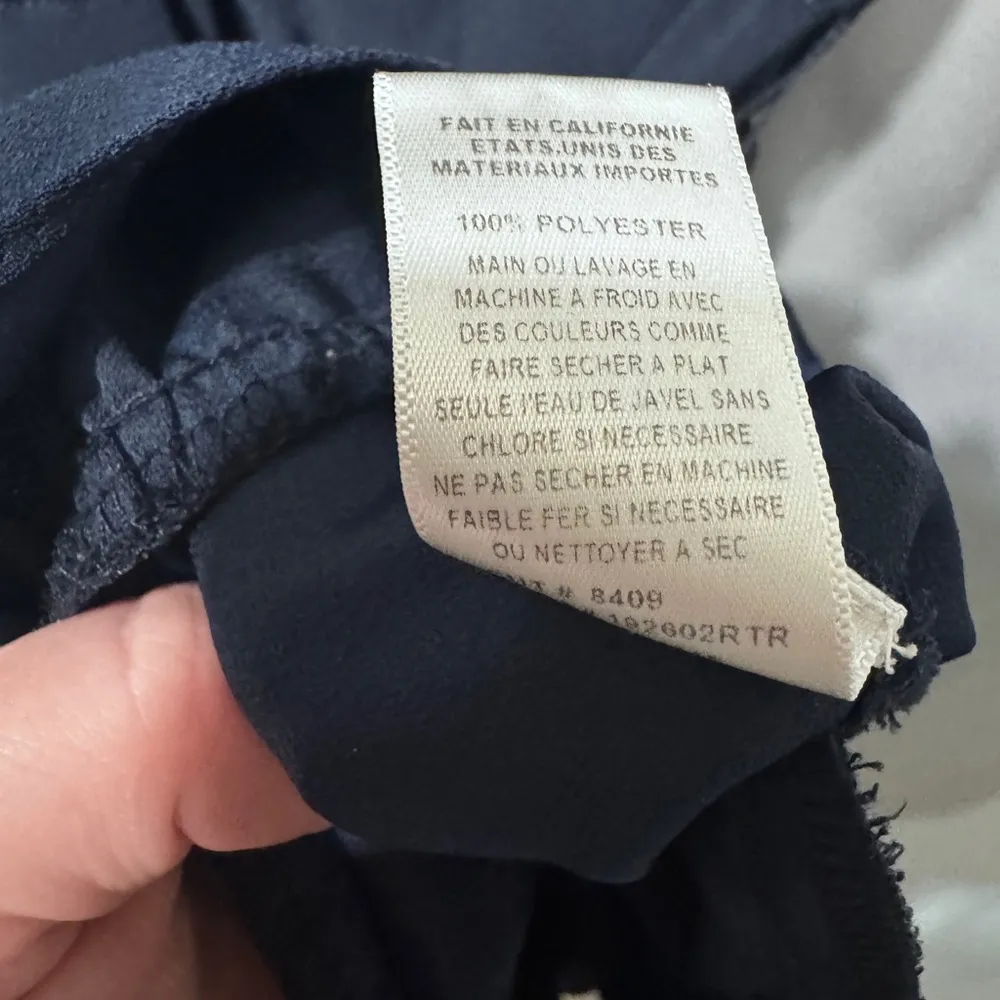 FAIT EN CALIFORNIE
ETATS.UNIS DES
MATERIAUX IMPORTES
100% POLYESTER
MAIN OU LAVAGE EN
MACHINE A FROID AVEC
DES COULEURS COMME
FAIRE SECHER A PLAT
SEULE l'EAU DE JAVEL SANS
CHLORE SI NECESSAIRE
NE PAS SECHER EN MACHINE
FAIBLE FER SI NECESSAIRE
OU NETTOYER A SEC
# 8409
192602RTR